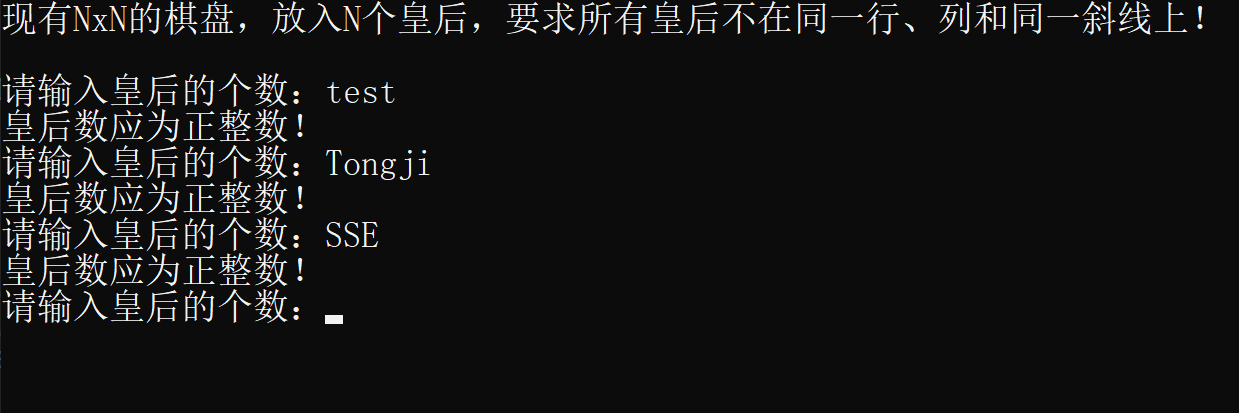 现有NxN的棋盘，放入N个皇后，要求所有皇后不在同一行、列和同一斜线上！
请输入皇后的个数：test
皇后数应为正整数！
请输入皇后的个数：Tongji
皇后数应为正整数！
请输入皇后的个数：SSE
皇后数应为正整数！
请输入皇后的个数：